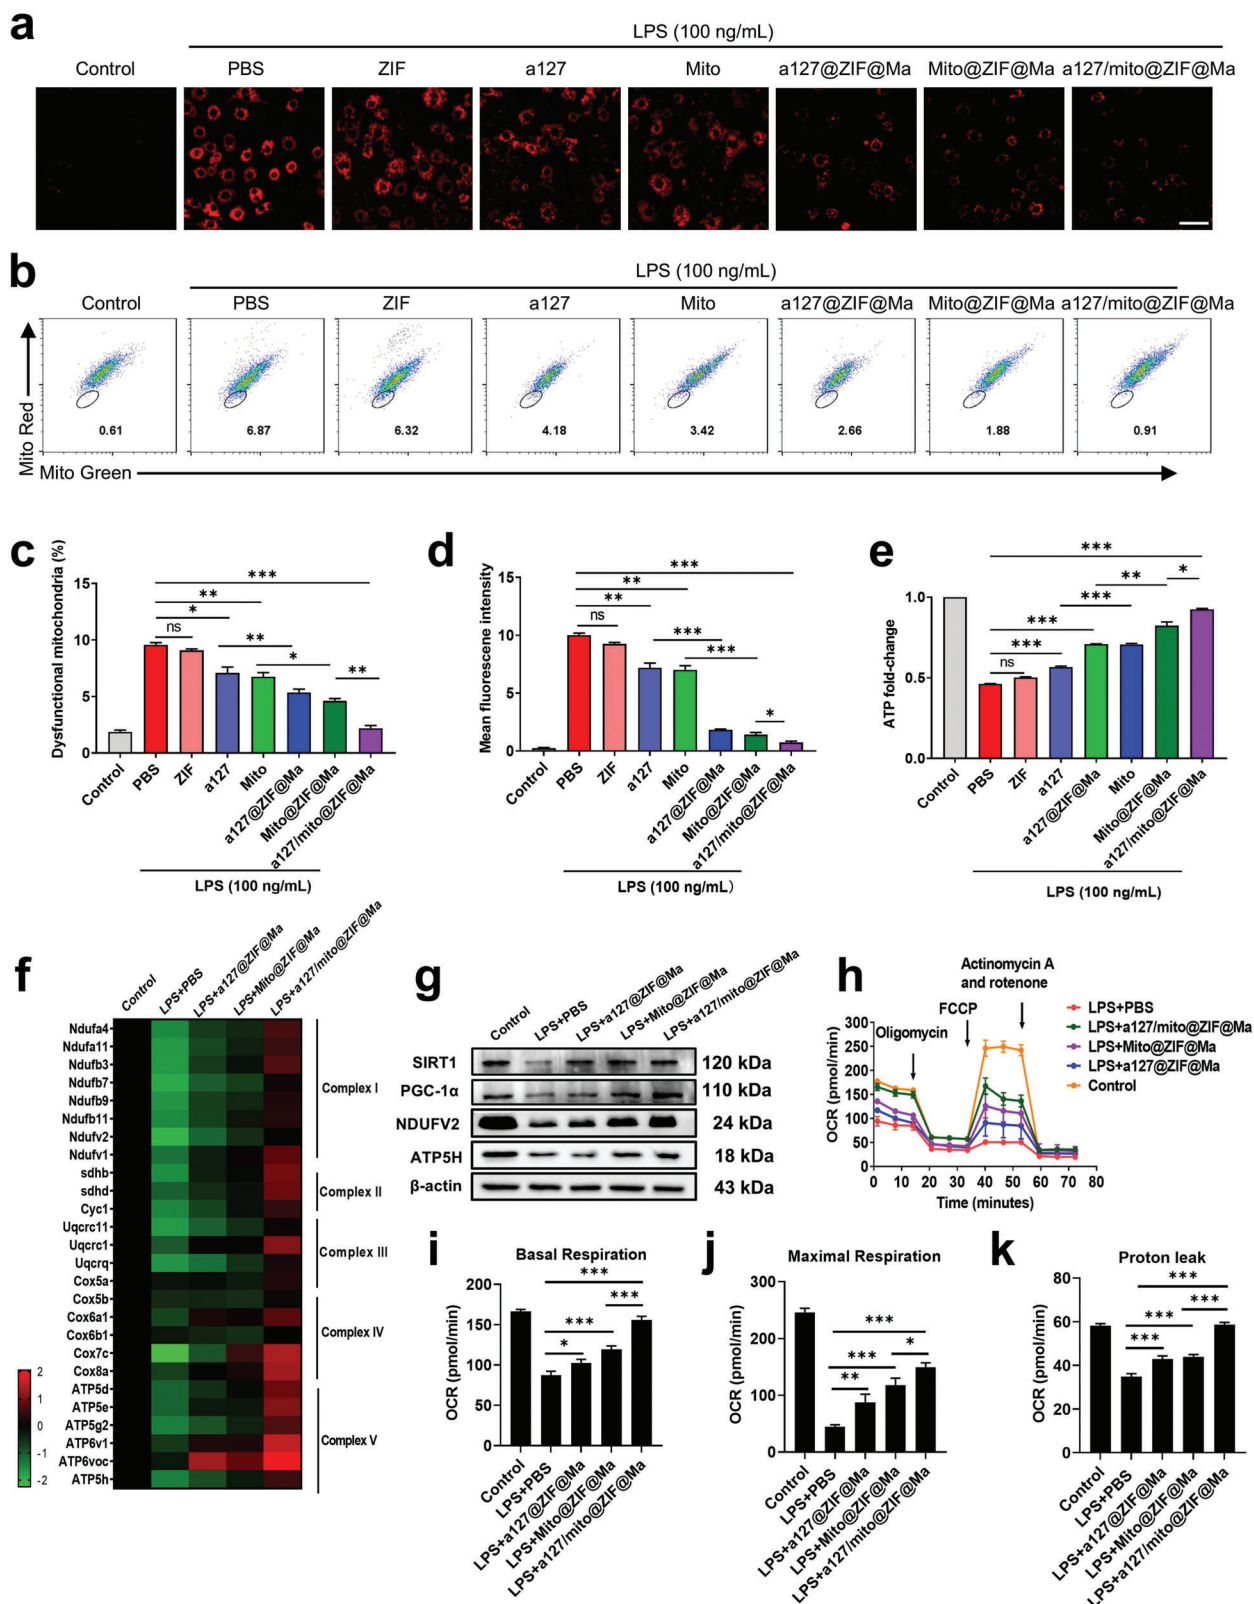 a
LPS (100 ng/mL)
Control PBS ZIF a127 Mito a127@ZIF@Ma Mito@ZIF@Ma a127/mito@ZIF@Ma
b
LPS (100 ng/mL)
Control PBS ZIF a127 Mito a127@ZIF@Ma Mito@ZIF@Ma a127/mito@ZIF@Ma
Mito Red
0.61 6.87 6.32 4.18 3.42 2.66 1.88 0.91
Mito Green
c
Dysfunctional mitochondria (%)
15
10
5
0
***
**
*
ns
**
*
**
Control PBS ZIF a127 Mito a127@ZIF@Ma Mito@ZIF@Ma a127/mito@ZIF@Ma
LPS (100 ng/mL)
d
Mean fluorescene intensity
15
10
5
0
***
**
**
ns
***
***
*
Control PBS ZIF a127 Mito a127@ZIF@Ma Mito@ZIF@Ma a127/mito@ZIF@Ma
LPS (100 ng/mL)
e
ATP fold-change
1.0
0.5
0.0
***
**
*
***
***
***
ns
Control PBS ZIF a127 a127@ZIF@Ma Mito Mito@ZIF@Ma a127/mito@ZIF@Ma
LPS (100 ng/mL)
f
Control LPS+PBS LPS+a127@ZIF@Ma LPS+Mito@ZIF@Ma LPS+a127/mito@ZIF@Ma
Ndufa4
Ndufa11
Ndufb3
Ndufb7
Ndufb9
Ndufb11
Ndufv2
Ndufv1
sdhb
sdhd
Cyc1
Uqcrc11
Uqcrc1
Uqcrq
Cox5a
Cox5b
Cox6a1
Cox6b1
Cox7c
Cox8a
ATP5d
ATP5e
ATP5g2
ATP6v1
ATP6voc
ATP5h
Complex I
Complex II
Complex III
Complex IV
Complex V
2
1
0
-1
-2
g
Control LPS+PBS LPS+a127@ZIF@Ma LPS+Mito@ZIF@Ma LPS+a127/mito@ZIF@Ma
SIRT1 120 kDa
PGC-1α 110 kDa
NDUFV2 24 kDa
ATP5H 18 kDa
β-actin 43 kDa
h
Actinomycin A
and rotenone
FCCP
Oligomycin
OCR (pmol/min)
300
250
200
150
100
50
0
0 10 20 30 40 50 60 70 80
Time (minutes)
LPS+PBS
LPS+a127/mito@ZIF@Ma
LPS+Mito@ZIF@Ma
LPS+a127@ZIF@Ma
Control
i
Basal Respiration
OCR (pmol/min)
200
150
100
50
0
***
***
***
*
Control LPS+PBS LPS+a127@ZIF@Ma LPS+Mito@ZIF@Ma LPS+a127/mito@ZIF@Ma
j
Maximal Respiration
OCR (pmol/min)
300
200
100
0
***
***
*
**
Control LPS+PBS LPS+a127@ZIF@Ma LPS+Mito@ZIF@Ma LPS+a127/mito@ZIF@Ma
k
Proton leak
OCR (pmol/min)
80
60
40
20
0
***
***
***
***
Control LPS+PBS LPS+a127@ZIF@Ma LPS+Mito@ZIF@Ma LPS+a127/mito@ZIF@Ma